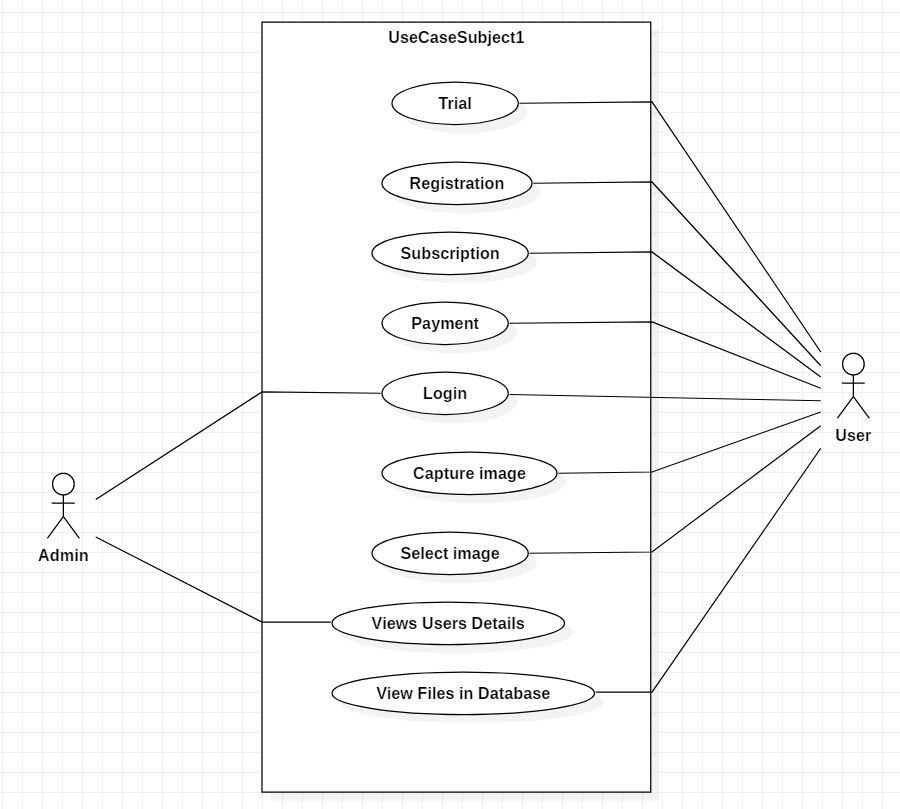 UseCaseSubject1
Trial
Registration
Subscription
Payment
Login
Capture image
Select image
Views Users Details
View Files in Database
Admin
User